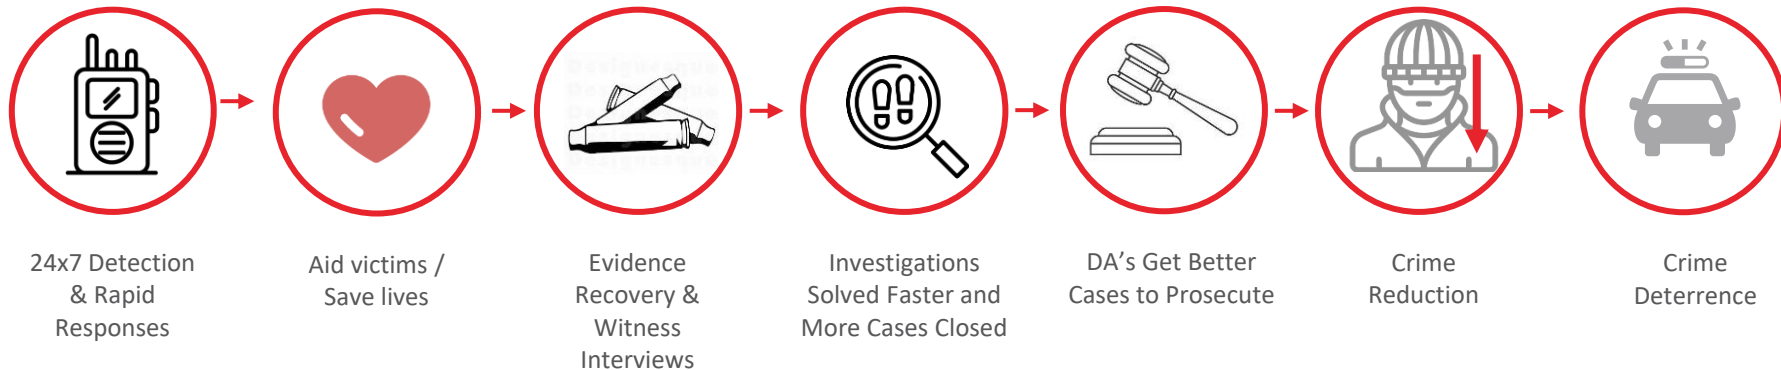 24x7 Detection
& Rapid
Responses
Aid victims /
Save lives
Evidence
Recovery &
Witness
Interviews
Investigations
Solved Faster and
More Cases Closed
DA's Get Better
Cases to Prosecute
Crime
Reduction
Crime
Deterrence